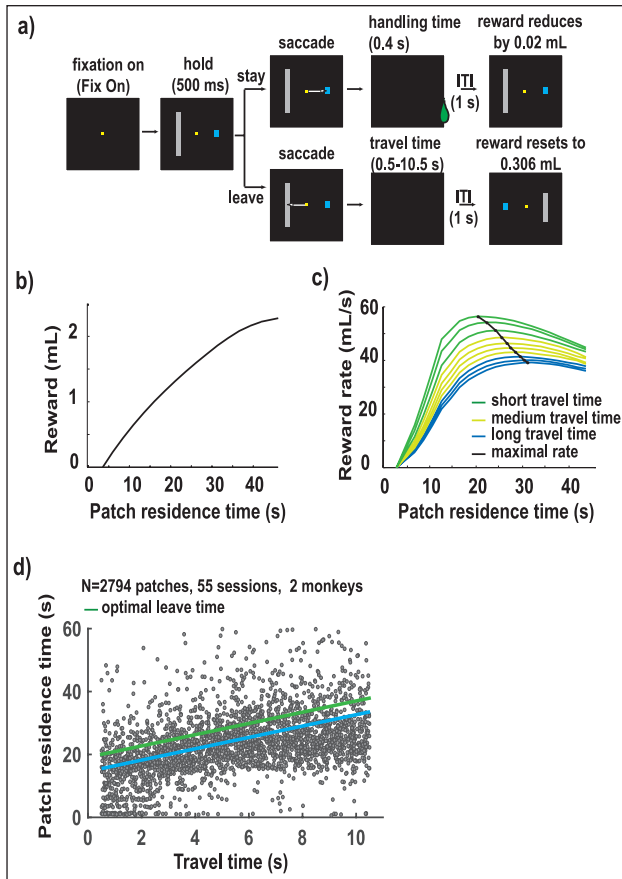 a)
fixation on
(Fix On)
hold
(500 ms)
stay
leave
saccade
handling time
(0.4 s)
ITI
(1 s)
reward reduces
by 0.02 mL
saccade
travel time
(0.5-10.5 s)
ITI
(1 s)
reward resets to
0.306 mL
b)
Reward (mL)
2
1
0
0 10 20 30 40
Patch residence time (s)
c)
Reward rate (mL/s)
60
40
20
0
short travel time
medium travel time
long travel time
maximal rate
0 10 20 30 40
Patch residence time (s)
d)
N=2794 patches, 55 sessions, 2 monkeys
optimal leave time
Patch residence time (s)
60
40
20
0
0 2 4 6 8 10
Travel time (s)